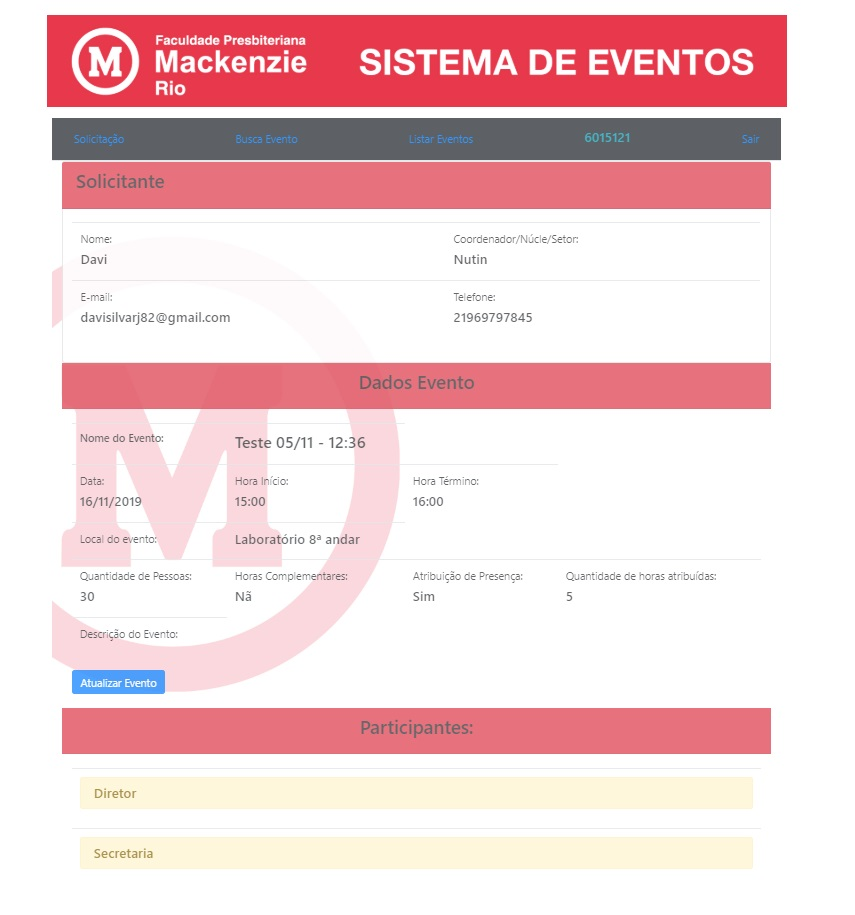 Faculdade Presbiteriana
Mackenzie
Rio
SISTEMA DE EVENTOS
Solicitação Busca Evento Listar Eventos 6015121 Sair
Solicitante
Nome: Coordenador/Núcle/Setor:
Davi Nutin
E-mail: Telefone:
davisilvarj82@gmail.com 21969797845
Dados Evento
Nome do Evento: Teste 05/11 - 12:36
Data: Hora Início: Hora Término:
16/11/2019 15:00 16:00
Local do evento: Laboratório 8ª andar
Quantidade de Pessoas: Horas Complementares: Atribuição de Presença: Quantidade de horas atribuídas:
30 Nã Sim 5
Descrição do Evento:
Atualizar Evento
Participantes:
Diretor
Secretaria